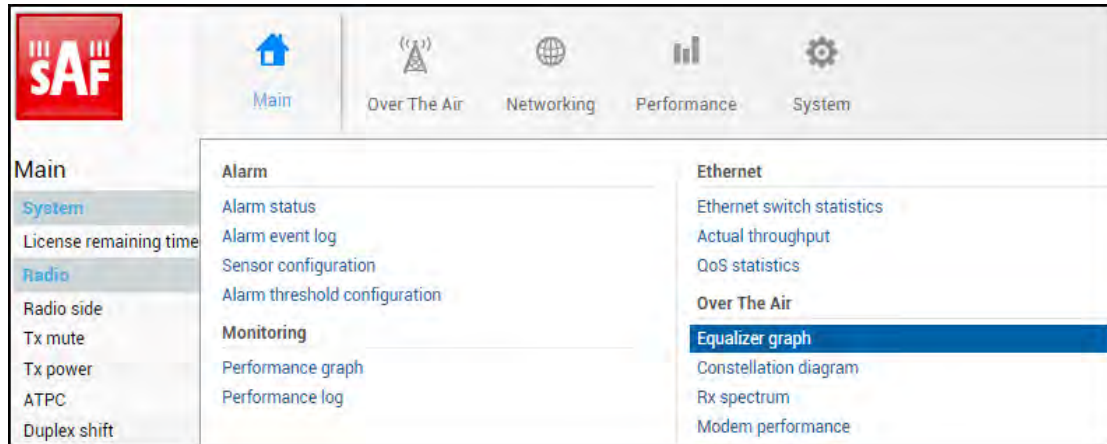 SAF
Main
Over The Air
Networking
Performance
System
Main
System
License remaining time
Radio
Radio side
Tx mute
Tx power
ATPC
Duplex shift
Alarm
Alarm status
Alarm event log
Sensor configuration
Alarm threshold configuration
Monitoring
Performance graph
Performance log
Ethernet
Ethernet switch statistics
Actual throughput
QoS statistics
Over The Air
Equalizer graph
Constellation diagram
Rx spectrum
Modem performance